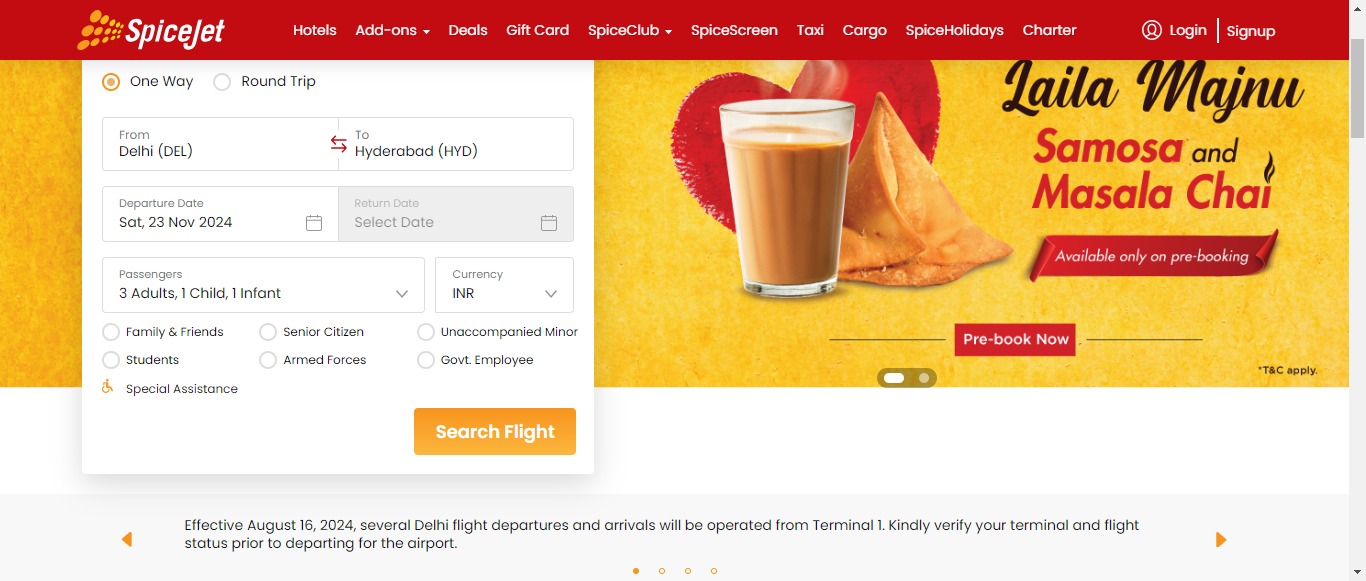 SpiceJet
Hotels Add-ons Deals Gift Card SpiceClub SpiceScreen Taxi Cargo SpiceHolidays Charter Login Signup
One Way Round Trip
From To
Delhi (DEL) Hyderabad (HYD)
Departure Date Return Date
Sat, 23 Nov 2024 Select Date
Passengers Currency
3 Adults, 1 Child, 1 Infant INR
Family & Friends Senior Citizen Unaccompanied Minor
Students Armed Forces Govt. Employee
Special Assistance
Search Flight
Laila Majnu
Samosa and
Masala Chai
Available only on pre-booking
Pre-book Now
*T&C apply.
Effective August 16, 2024, several Delhi flight departures and arrivals will be operated from Terminal 1. Kindly verify your terminal and flight
status prior to departing for the airport.